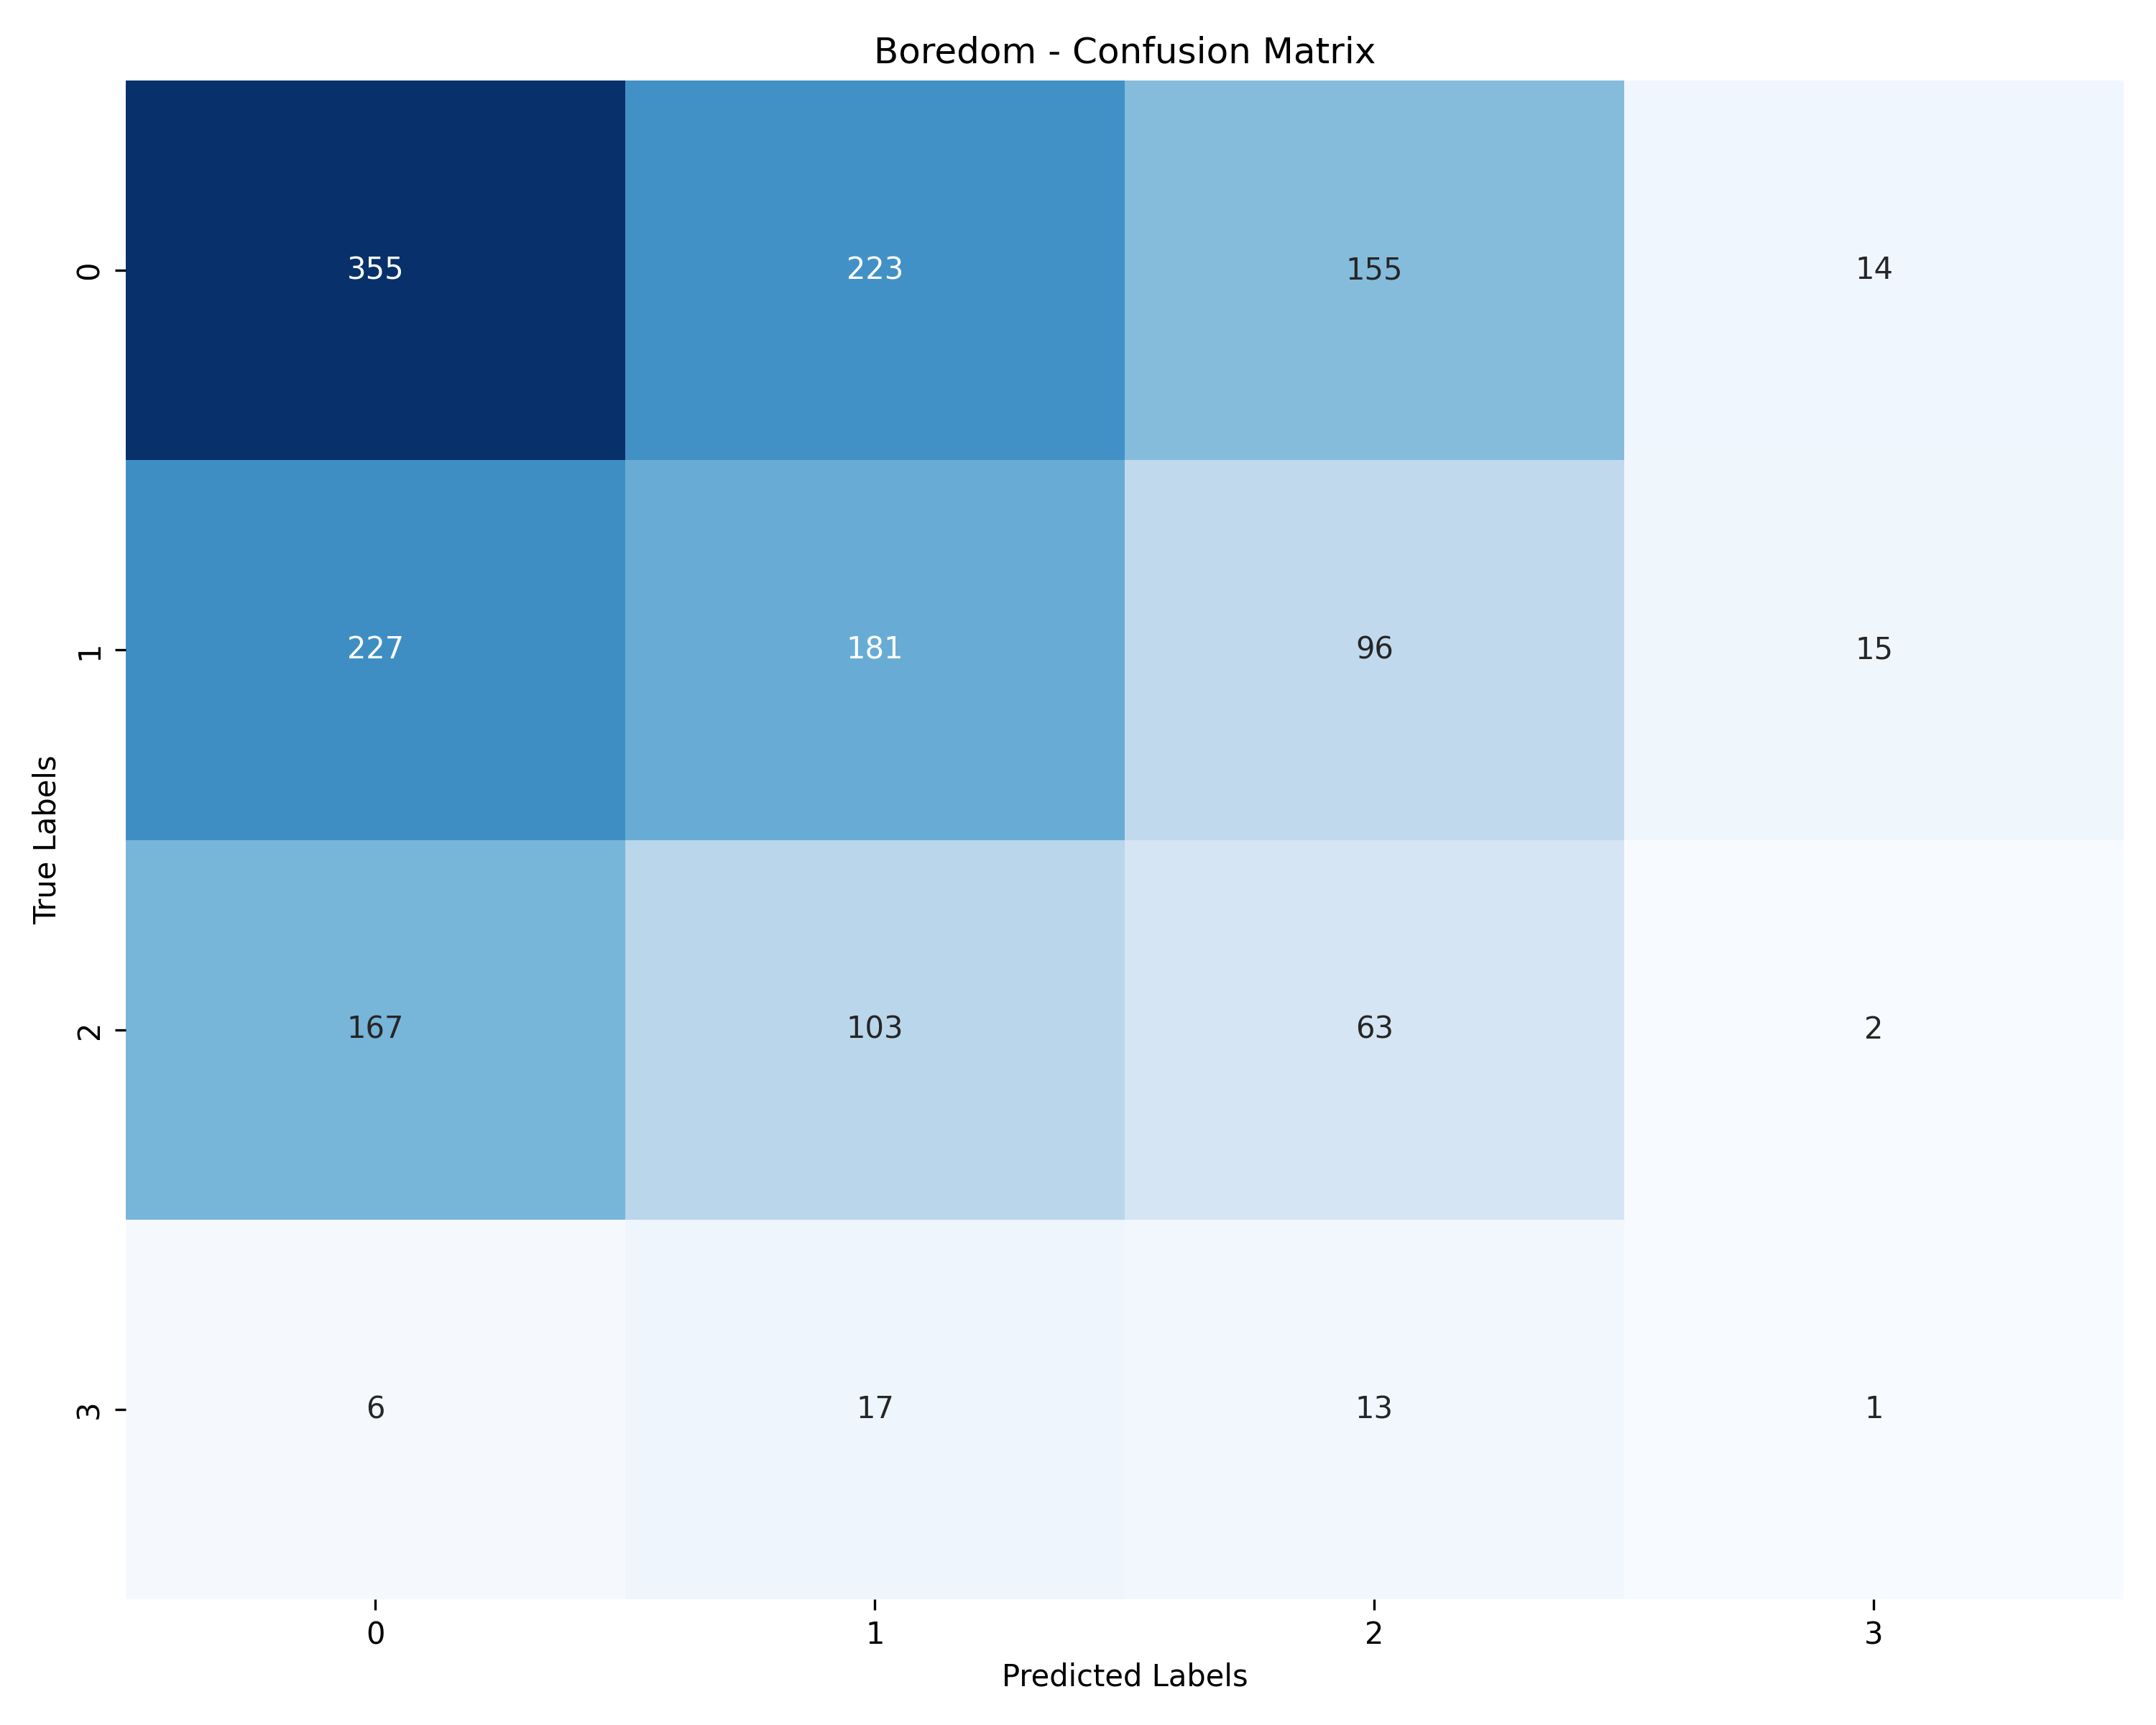 Boredom - Confusion Matrix
True Labels
0 355 223 155 14
1 227 181 96 15
2 167 103 63 2
3 6 17 13 1
0 1 2 3
Predicted Labels